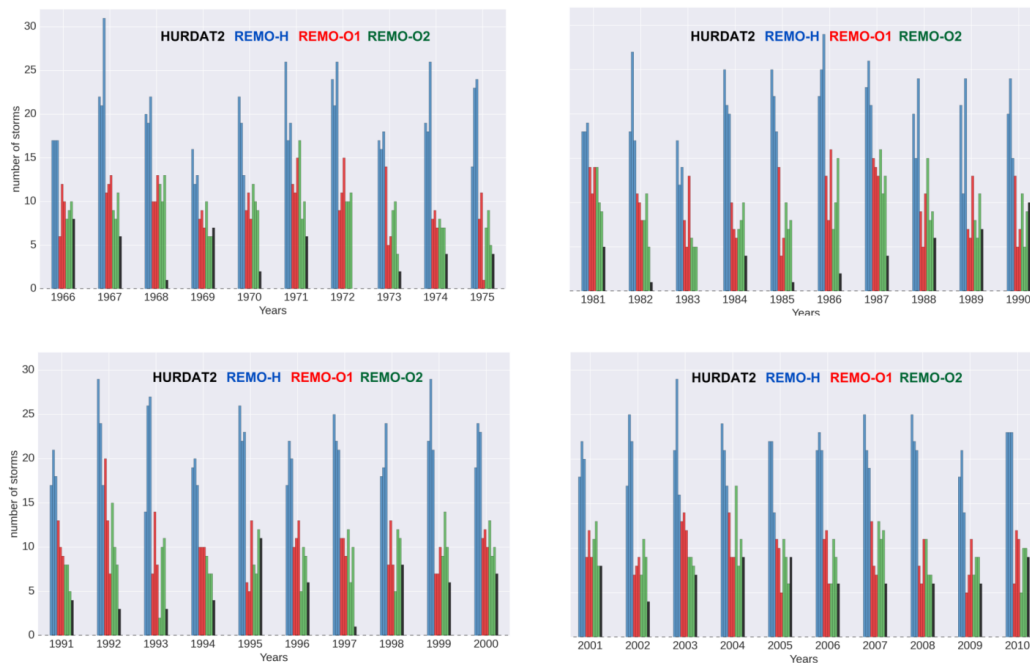 HURDAT2 REMO-H REMO-O1 REMO-O2
number of storms
30
25
20
15
10
5
0
1966 1967 1968 1969 1970 1971 1972 1973 1974 1975
Years
HURDAT2 REMO-H REMO-O1 REMO-O2
1981 1982 1983 1984 1985 1986 1987 1988 1989 1990
Years
HURDAT2 REMO-H REMO-O1 REMO-O2
number of storms
30
25
20
15
10
5
0
1991 1992 1993 1994 1995 1996 1997 1998 1999 2000
Years
HURDAT2 REMO-H REMO-O1 REMO-O2
2001 2002 2003 2004 2005 2006 2007 2008 2009 2010
Years